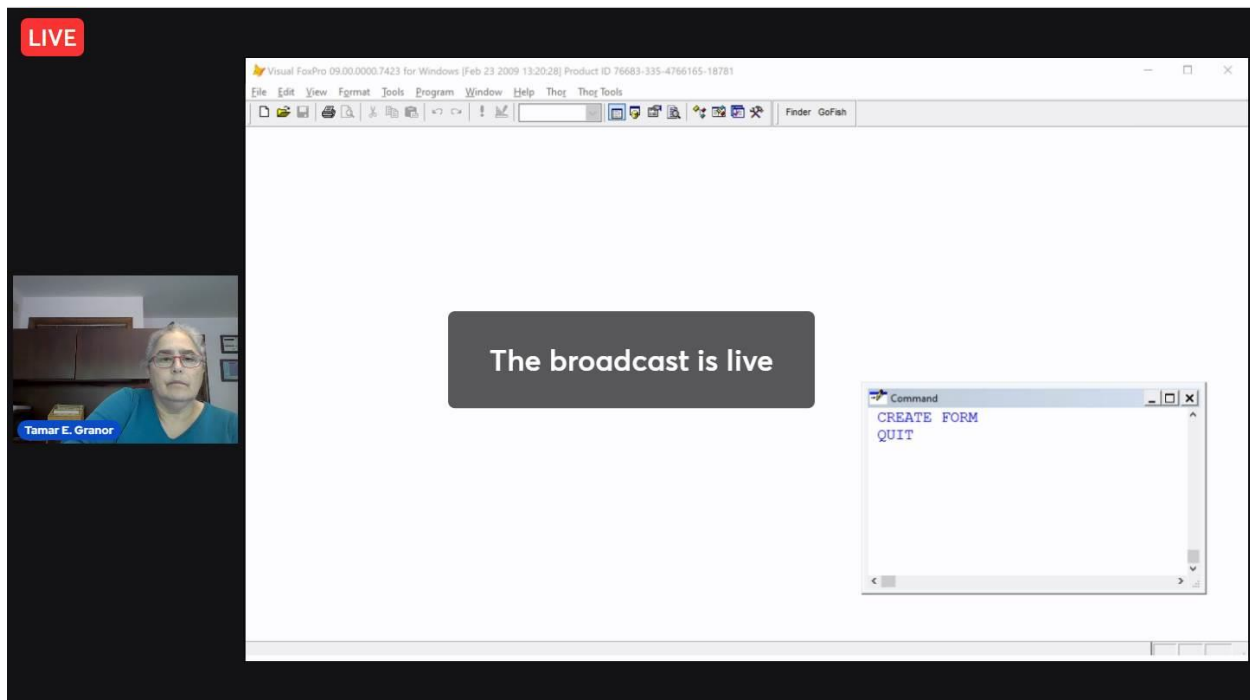 LIVE
Visual FoxPro 09.00.0000.7423 for Windows [Feb 23 2009 13:20:28] Product ID 76683-335-4766165-18781
File Edit View Format Tools Program Window Help Thor Thor Tools
Finder GoFish
The broadcast is live
Command
CREATE FORM
QUIT
Tamar E. Granor